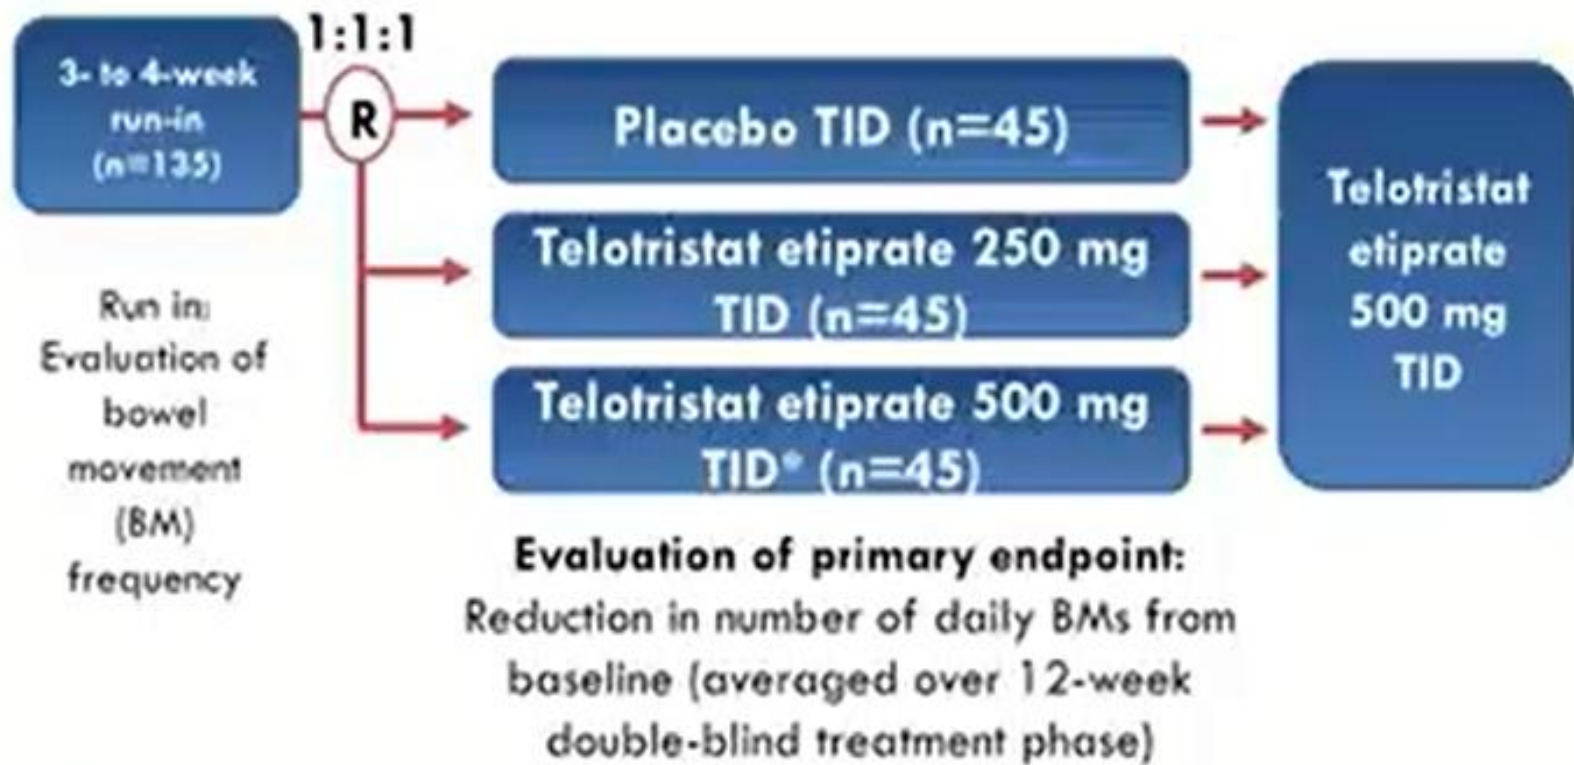 3- to 4-week
run-in
(n=135)
1:1:1
R
Placebo TID (n=45)
Telotristat etiprate 250 mg
TID (n=45)
Telotristat etiprate 500 mg
TID* (n=45)
Telotristat
etiprate
500 mg
TID
Run in:
Evaluation of
bowel
movement
(BM)
frequency
Evaluation of primary endpoint:
Reduction in number of daily BMs from
baseline (averaged over 12-week
double-blind treatment phase)